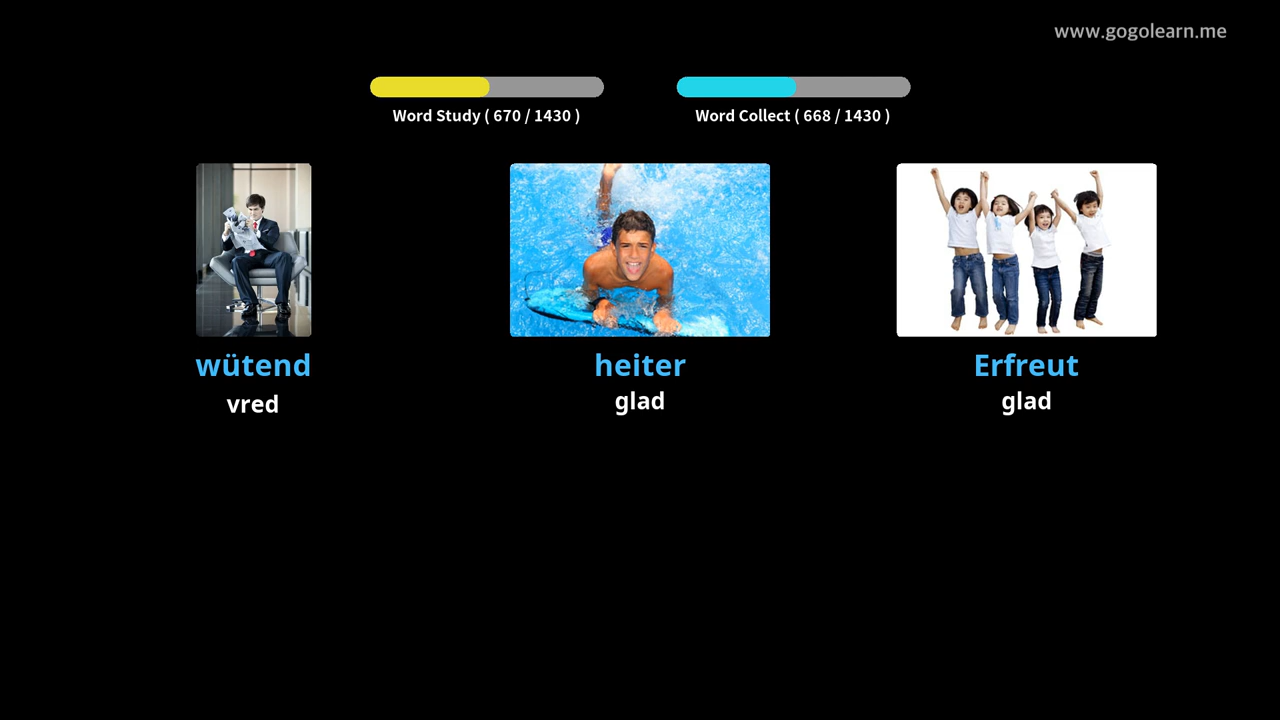 www.gogolearn.me
Word Study ( 670 / 1430 )
Word Collect ( 668 / 1430 )
wütend
vred
heiter
glad
Erfreut
glad